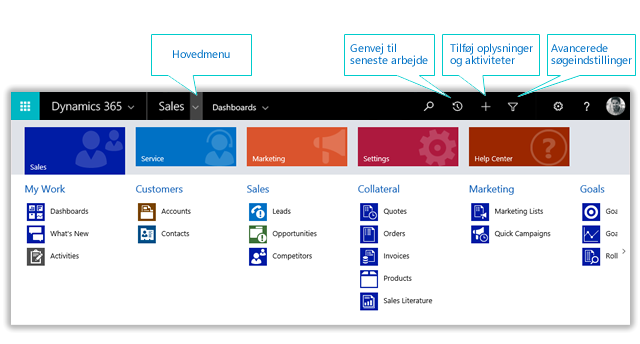 Hovedmenu
Genvej til
seneste arbejde
Tilføj oplysninger
og aktiviteter
Avancerede
søgeindstillinger
Dynamics 365 Sales Dashboards ?
Sales Service Marketing Settings Help Center ?
My Work Customers Sales Collateral Marketing Goals
Dashboards Accounts Leads Quotes Marketing Lists Goa
What's New Contacts Opportunities Orders Quick Campaigns Goa
Activities Competitors Invoices Roll
Products
Sales Literature